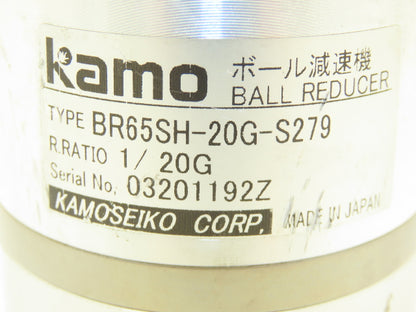 Kamo ボール減速機
BALL REDUCER
TYPE BR65SH-20G-S279
R.RATIO 1/ 20G
Serial No. 03201192Z
KAMOSEIKO CORP. MADE IN JAPAN